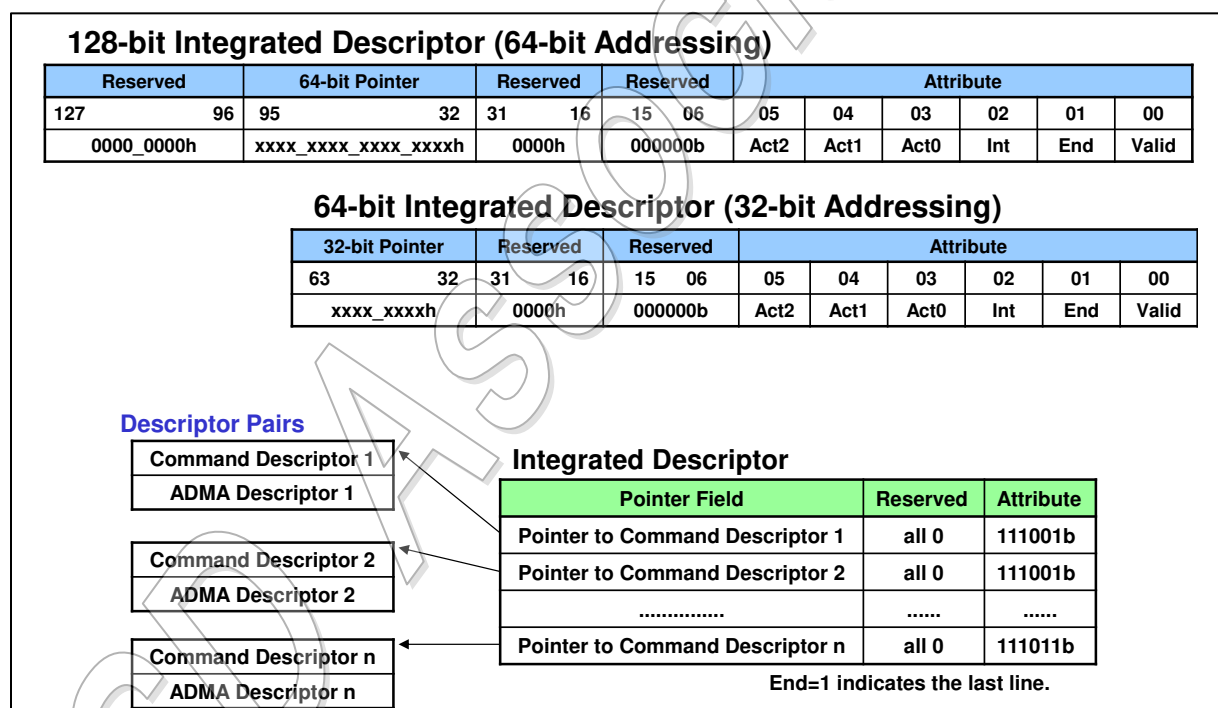 128-bit Integrated Descriptor (64-bit Addressing)
Reserved 64-bit Pointer Reserved Reserved Attribute
127 96 95 32 31 16 15 06 05 04 03 02 01 00
0000_0000h xxxx_xxxx_xxxx_xxxxh 0000h 000000b Act2 Act1 Act0 Int End Valid
64-bit Integrated Descriptor (32-bit Addressing)
32-bit Pointer Reserved Reserved Attribute
63 32 31 16 15 06 05 04 03 02 01 00
xxxx_xxxxh 0000h 000000b Act2 Act1 Act0 Int End Valid
Descriptor Pairs
Command Descriptor 1
ADMA Descriptor 1
Command Descriptor 2
ADMA Descriptor 2
Command Descriptor n
ADMA Descriptor n
Integrated Descriptor
Pointer Field Reserved Attribute
Pointer to Command Descriptor 1 all 0 111001b
Pointer to Command Descriptor 2 all 0 111001b
............... ...... ......
Pointer to Command Descriptor n all 0 111011b
End=1 indicates the last line.